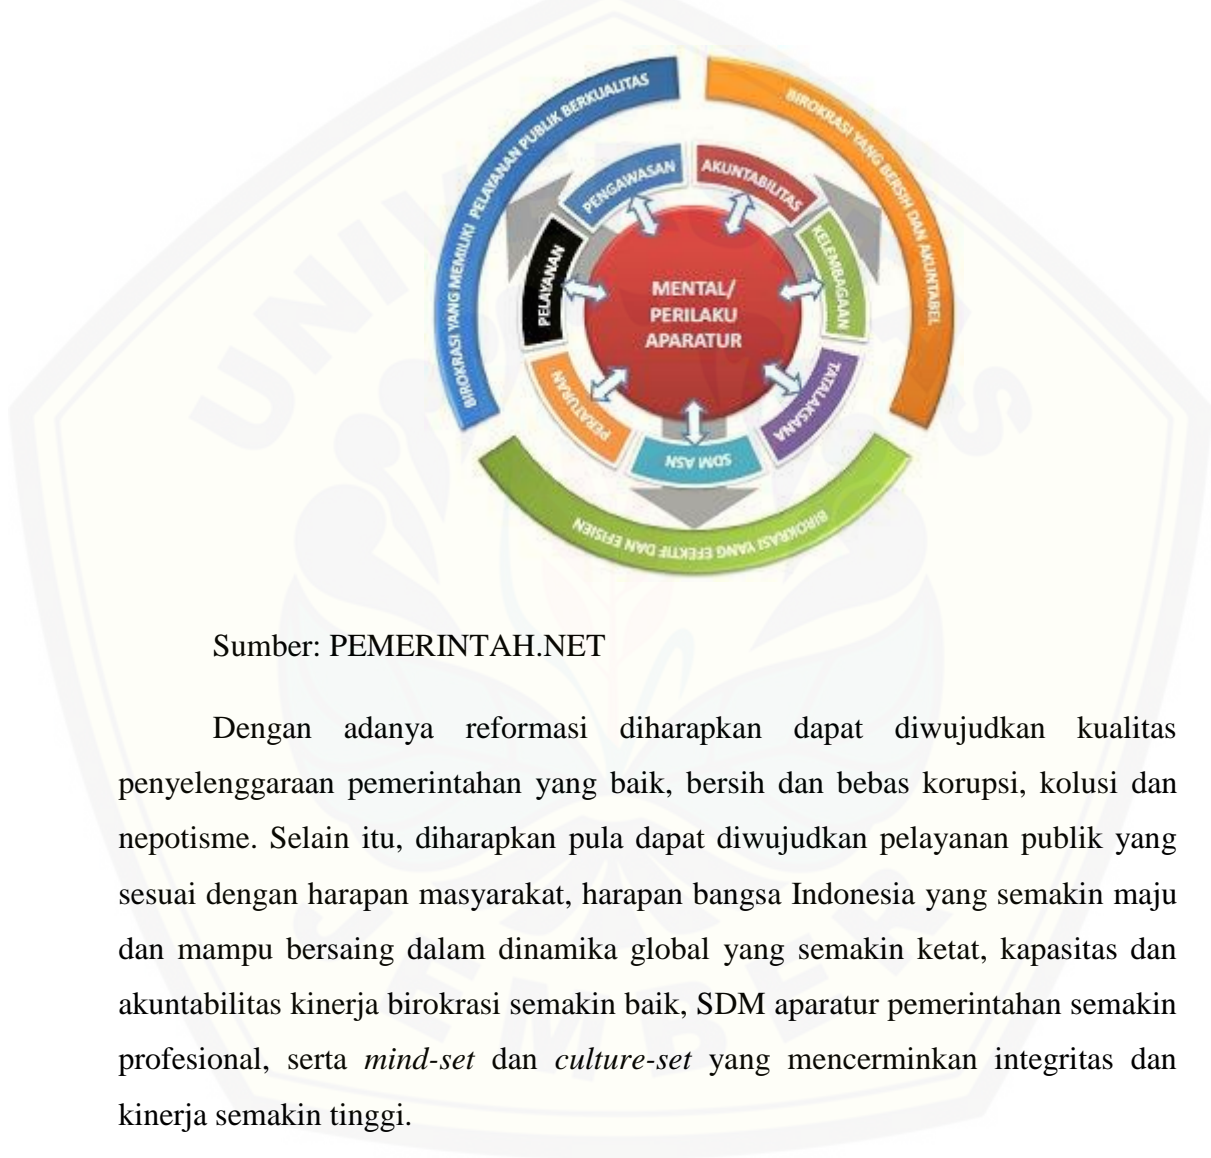 BIROKRASI YANG MEMILIKI PELAYANAN PUBLIK BERKUALITAS
BIROKRASI YANG BERSIH DAN AKUNTABEL
PENGAWASAN
AKUNTABILITAS
PELAYANAN
KELEMBAGAAN
MENTAL/
PERILAKU
APARATUR
PERATURAN
TATALAKSANA
SDM ASN
BIROKRASI YANG EFEKTIF DAN EFISIEN
UNIVERSITAS
Sumber: PEMERINTAH.NET
Dengan adanya reformasi diharapkan dapat diwujudkan kualitas
penyelenggaraan pemerintahan yang baik, bersih dan bebas korupsi, kolusi dan
nepotisme. Selain itu, diharapkan pula dapat diwujudkan pelayanan publik yang
sesuai dengan harapan masyarakat, harapan bangsa Indonesia yang semakin maju
dan mampu bersaing dalam dinamika global yang semakin ketat, kapasitas dan
akuntabilitas kinerja birokrasi semakin baik, SDM aparatur pemerintahan semakin
profesional, serta mind-set dan culture-set yang mencerminkan integritas dan
kinerja semakin tinggi.
JEMBER